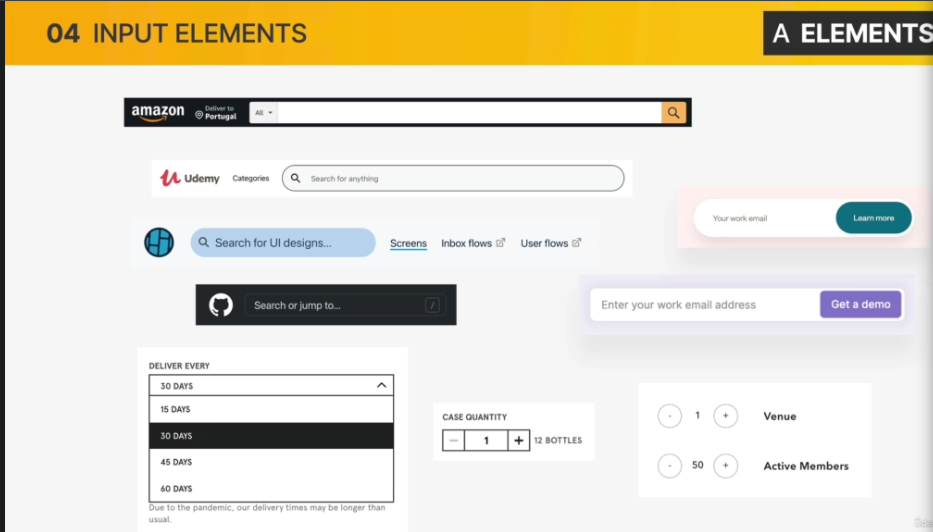 04 INPUT ELEMENTS
A ELEMENTS
amazon
Deliver to
Portugal
All
Udemy
Categories
Search for anything
Your work email
Learn more
Search for UI designs...
Screens
Inbox flows
User flows
Search or jump to...
/
Enter your work email address
Get a demo
DELIVER EVERY
30 DAYS
15 DAYS
30 DAYS
45 DAYS
60 DAYS
Due to the pandemic, our delivery times may be longer than
usual.
CASE QUANTITY
− 1 + 12 BOTTLES
- 1 + Venue
- 50 + Active Members